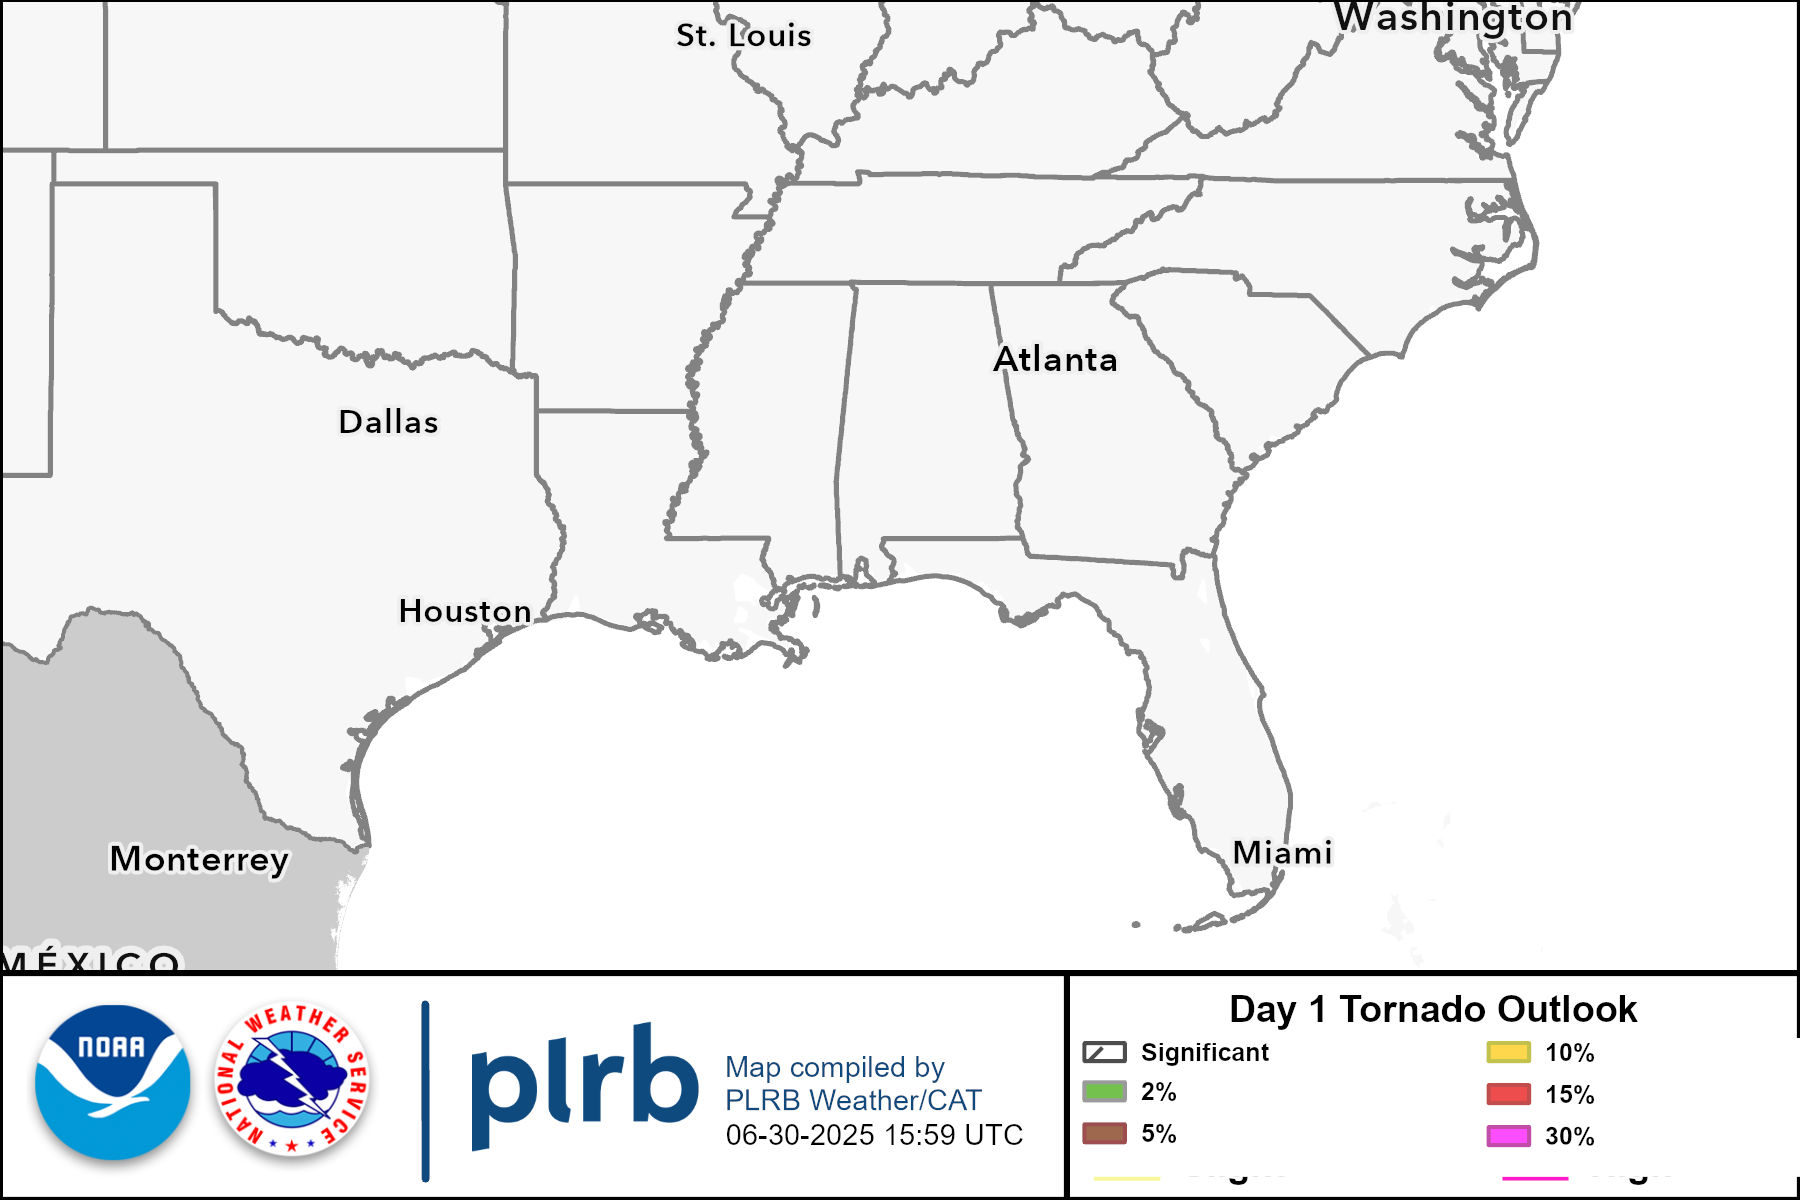 St. Louis
Washington
Atlanta
Dallas
Houston
Miami
Monterrey
MÉXICO
NOAA
NATIONAL WEATHER SERVICE
plrb
Map compiled by
PLRB Weather/CAT
06-30-2025 15:59 UTC
Day 1 Tornado Outlook
Significant
2%
5%
10%
15%
30%